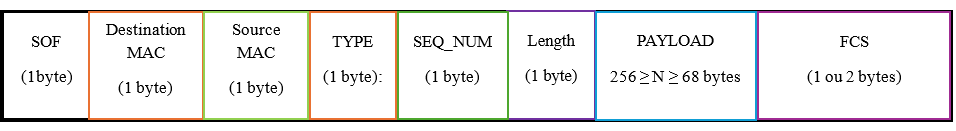 SOF
(1byte)
Destination
MAC
(1 byte)
Source
MAC
(1 byte)
TYPE
(1 byte):
SEQ_NUM
(1 byte)
Length
(1 byte)
PAYLOAD
256 ≥N ≥ 68 bytes
FCS
(1 ou 2 bytes)